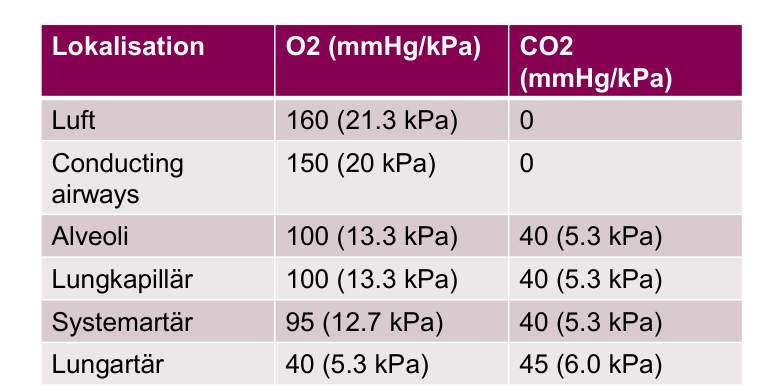 Lokalisation O2 (mmHg/kPa) CO2
(mmHg/kPa)
Luft 160 (21.3 kPa) 0
Conducting 150 (20 kPa) 0
airways
Alveoli 100 (13.3 kPa) 40 (5.3 kPa)
Lungkapillär 100 (13.3 kPa) 40 (5.3 kPa)
Systemartär 95 (12.7 kPa) 40 (5.3 kPa)
Lungartär 40 (5.3 kPa) 45 (6.0 kPa)